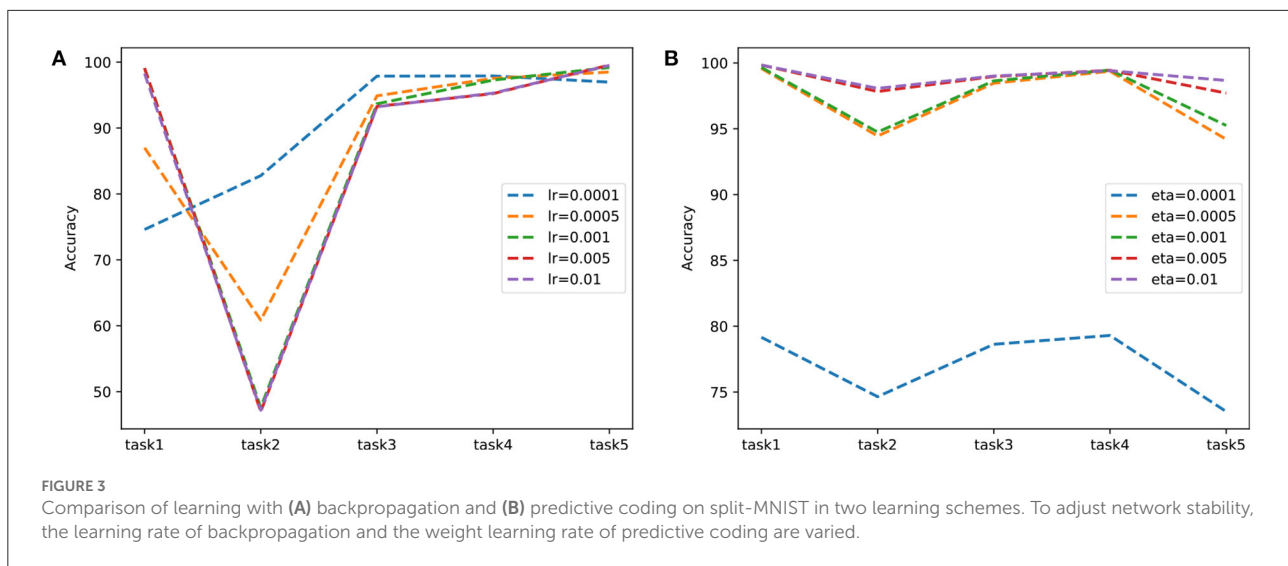 A
Accuracy
100
90
80
70
60
50
task1 task2 task3 task4 task5
lr=0.0001
lr=0.0005
lr=0.001
lr=0.005
lr=0.01
B
Accuracy
100
95
90
85
80
75
task1 task2 task3 task4 task5
eta=0.0001
eta=0.0005
eta=0.001
eta=0.005
eta=0.01
FIGURE 3
Comparison of learning with (A) backpropagation and (B) predictive coding on split-MNIST in two learning schemes. To adjust network stability,
the learning rate of backpropagation and the weight learning rate of predictive coding are varied.